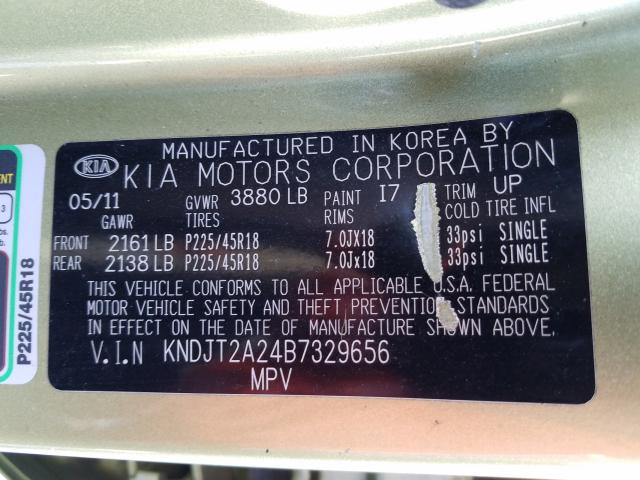 MANUFACTURED IN KOREA BY
KIA KIA MOTORS CORPORATION
05/11 GVWR 3880 LB PAINT I7 TRIM UP
GAWR TIRES RIMS COLD TIRE INFL
FRONT 2161 LB P225/45R18 7.0JX18 33psi SINGLE
REAR 2138 LB P225/45R18 7.0Jx18 33psi SINGLE
THIS VEHICLE CONFORMS TO ALL APPLICABLE U.S.A. FEDERAL
MOTOR VEHICLE SAFETY AND THEFT PREVENTION STANDARDS
IN EFFECT ON THE DATE OF MANUFACTURE SHOWN ABOVE.
V.I.N KNDJT2A24B7329656
MPV
3
P225/45R18